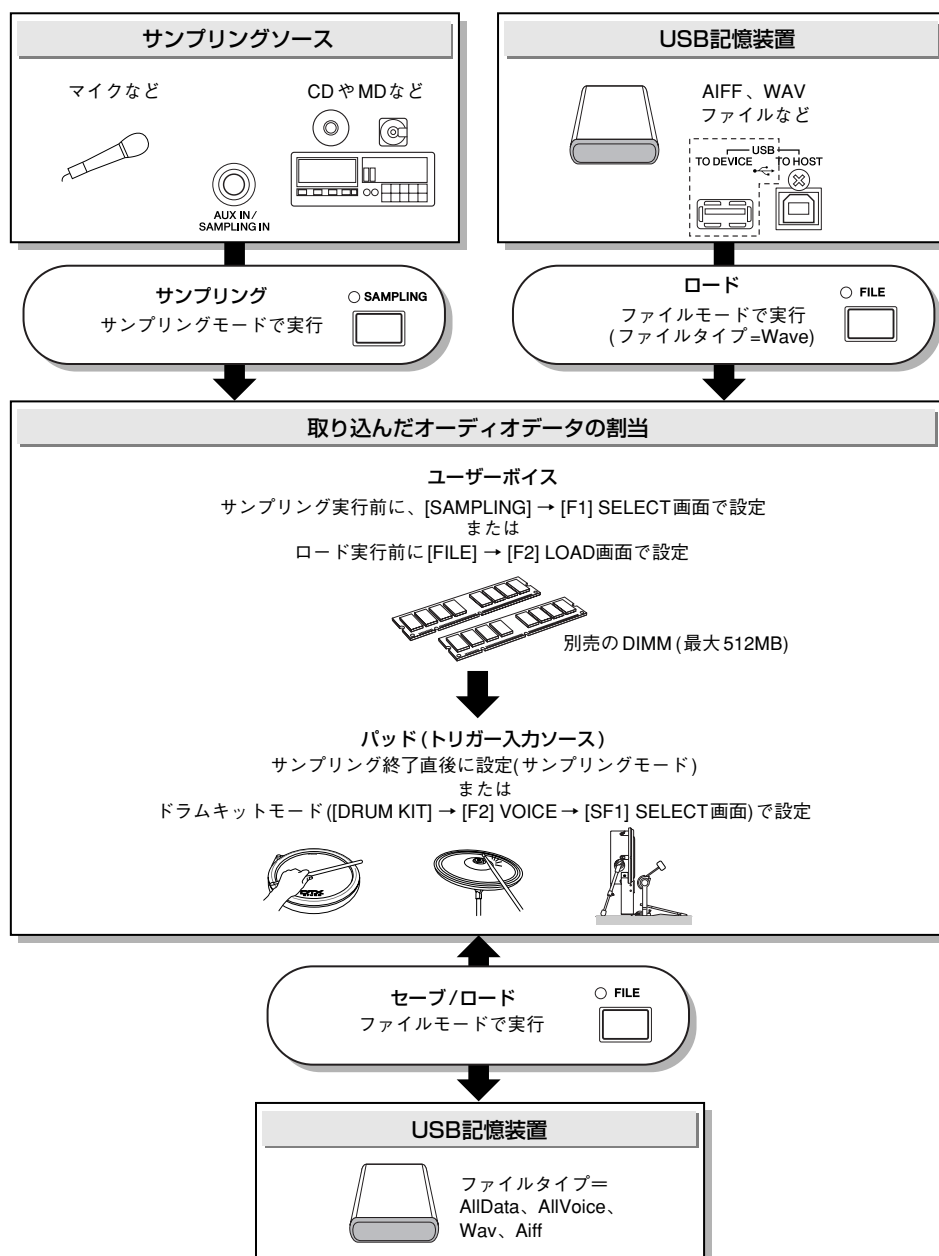 サンプリングソース
マイクなど
CDやMDなど
AUX IN/
SAMPLING IN
USB記憶装置
AIFF、WAV
ファイルなど
USB
TO DEVICE
TO HOST
サンプリング
サンプリングモードで実行
SAMPLING
ロード
ファイルモードで実行
(ファイルタイプ=Wave)
FILE
取り込んだオーディオデータの割当
ユーザーボイス
サンプリング実行前に、[SAMPLING] → [F1] SELECT画面で設定
または
ロード実行前に[FILE] → [F2] LOAD画面で設定
別売のDIMM(最大512MB)
パッド(トリガー入力ソース)
サンプリング終了直後に設定(サンプリングモード)
または
ドラムキットモード([DRUM KIT] → [F2] VOICE → [SF1] SELECT画面)で設定
セーブ/ロード
ファイルモードで実行
FILE
USB記憶装置
ファイルタイプ=
AllData、AllVoice、
Wav、Aiff